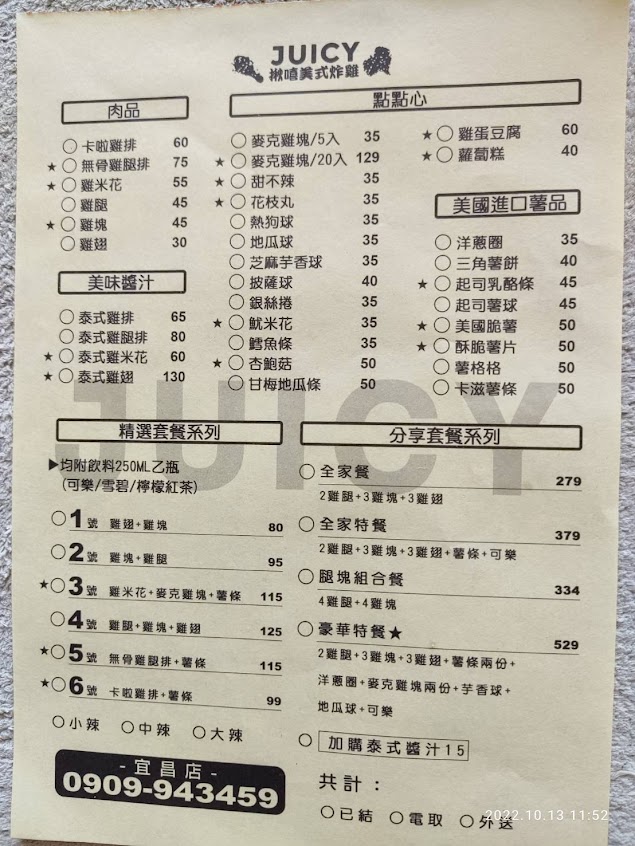 JUICY
揪嘻美式炸雞
肉品
○ 卡啦雞排 60
★ ○ 無骨雞腿排 75
★ ○ 雞米花 55
○ 雞腿 45
★ ○ 雞塊 45
○ 雞翅 30
美味醬汁
○ 泰式雞排 65
○ 泰式雞腿排 80
★ ○ 泰式雞米花 60
★ ○ 泰式雞翅 130
點點心
○ 麥克雞塊/5入 35
★ ○ 麥克雞塊/20入 129
★ ○ 甜不辣 35
★ ○ 花枝丸 35
○ 熱狗球 35
○ 地瓜球 35
○ 芝麻芋香球 35
○ 披薩球 40
○ 銀絲捲 35
★ ○ 魷米花 35
○ 鱈魚條 35
★ ○ 杏鮑菇 50
○ 甘梅地瓜條 50
★ ○ 雞蛋豆腐 60
★ ○ 蘿蔔糕 40
美國進口薯品
○ 洋蔥圈 35
○ 三角薯餅 40
★ ○ 起司乳酪條 45
○ 起司薯球 45
★ ○ 美國脆薯 50
★ ○ 酥脆薯片 50
○ 薯格格 50
○ 卡滋薯條 50
JUICY
精選套餐系列
▶均附飲料250ML乙瓶
(可樂/雪碧/檸檬紅茶)
○ 1號 雞翅+雞塊 80
○ 2號 雞塊+雞腿 95
★ ○ 3號 雞米花+麥克雞塊+薯條 115
○ 4號 雞腿+雞塊+雞翅 125
★ ○ 5號 無骨雞腿排+薯條 115
★ ○ 6號 卡啦雞排+薯條 99
○ 小辣 ○ 中辣 ○ 大辣
- 宜昌店 -
0909-943459
分享套餐系列
○ 全家餐 279
2雞腿+3雞塊+3雞翅
○ 全家特餐 379
2雞腿+3雞塊+3雞翅+薯條+可樂
○ 腿塊組合餐 334
4雞腿+4雞塊
○ 豪華特餐★ 529
2雞腿+3雞塊+3雞翅+薯條兩份+
洋蔥圈+麥克雞塊兩份+芋香球+
地瓜球+可樂
○ 加購泰式醬汁15
共計：
○ 已結 ○ 電取 ○ 外送
2022.10.13 11:52